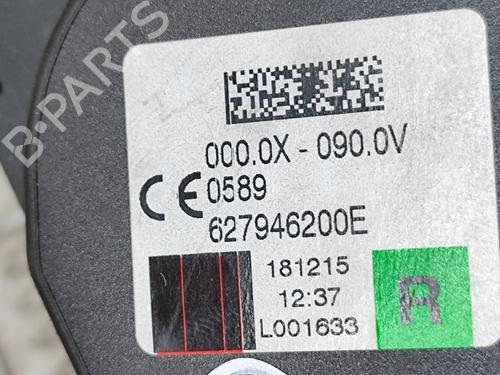 B-PARTS
000.0X - 090.0V
CE 0589
627946200E
181215
12:37
L001633
R